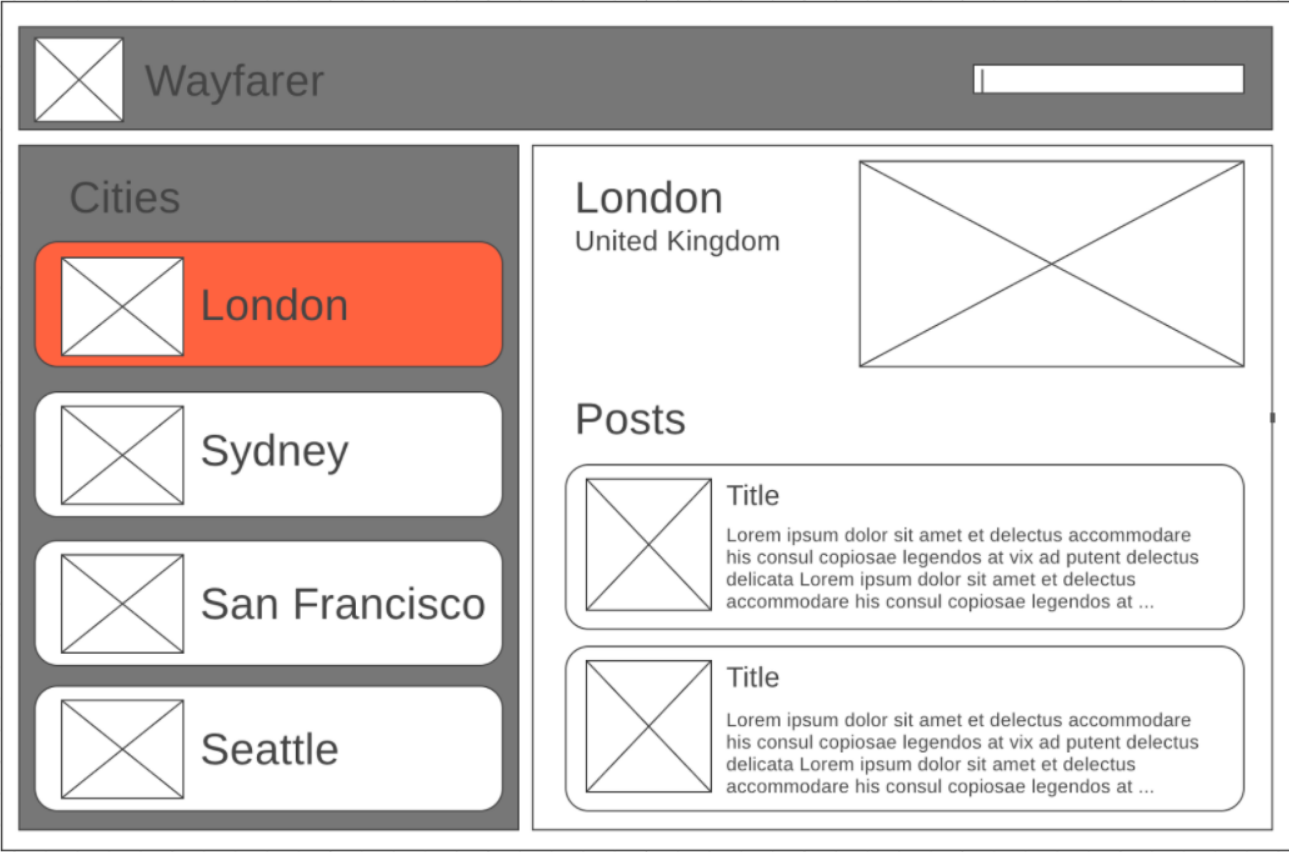 Wayfarer
Cities
London
Sydney
San Francisco
Seattle
London
United Kingdom
Posts
Title
Lorem ipsum dolor sit amet et delectus accommodare
his consul copiosae legendos at vix ad putent delectus
delicata Lorem ipsum dolor sit amet et delectus
accommodare his consul copiosae legendos at ...
Title
Lorem ipsum dolor sit amet et delectus accommodare
his consul copiosae legendos at vix ad putent delectus
delicata Lorem ipsum dolor sit amet et delectus
accommodare his consul copiosae legendos at ...